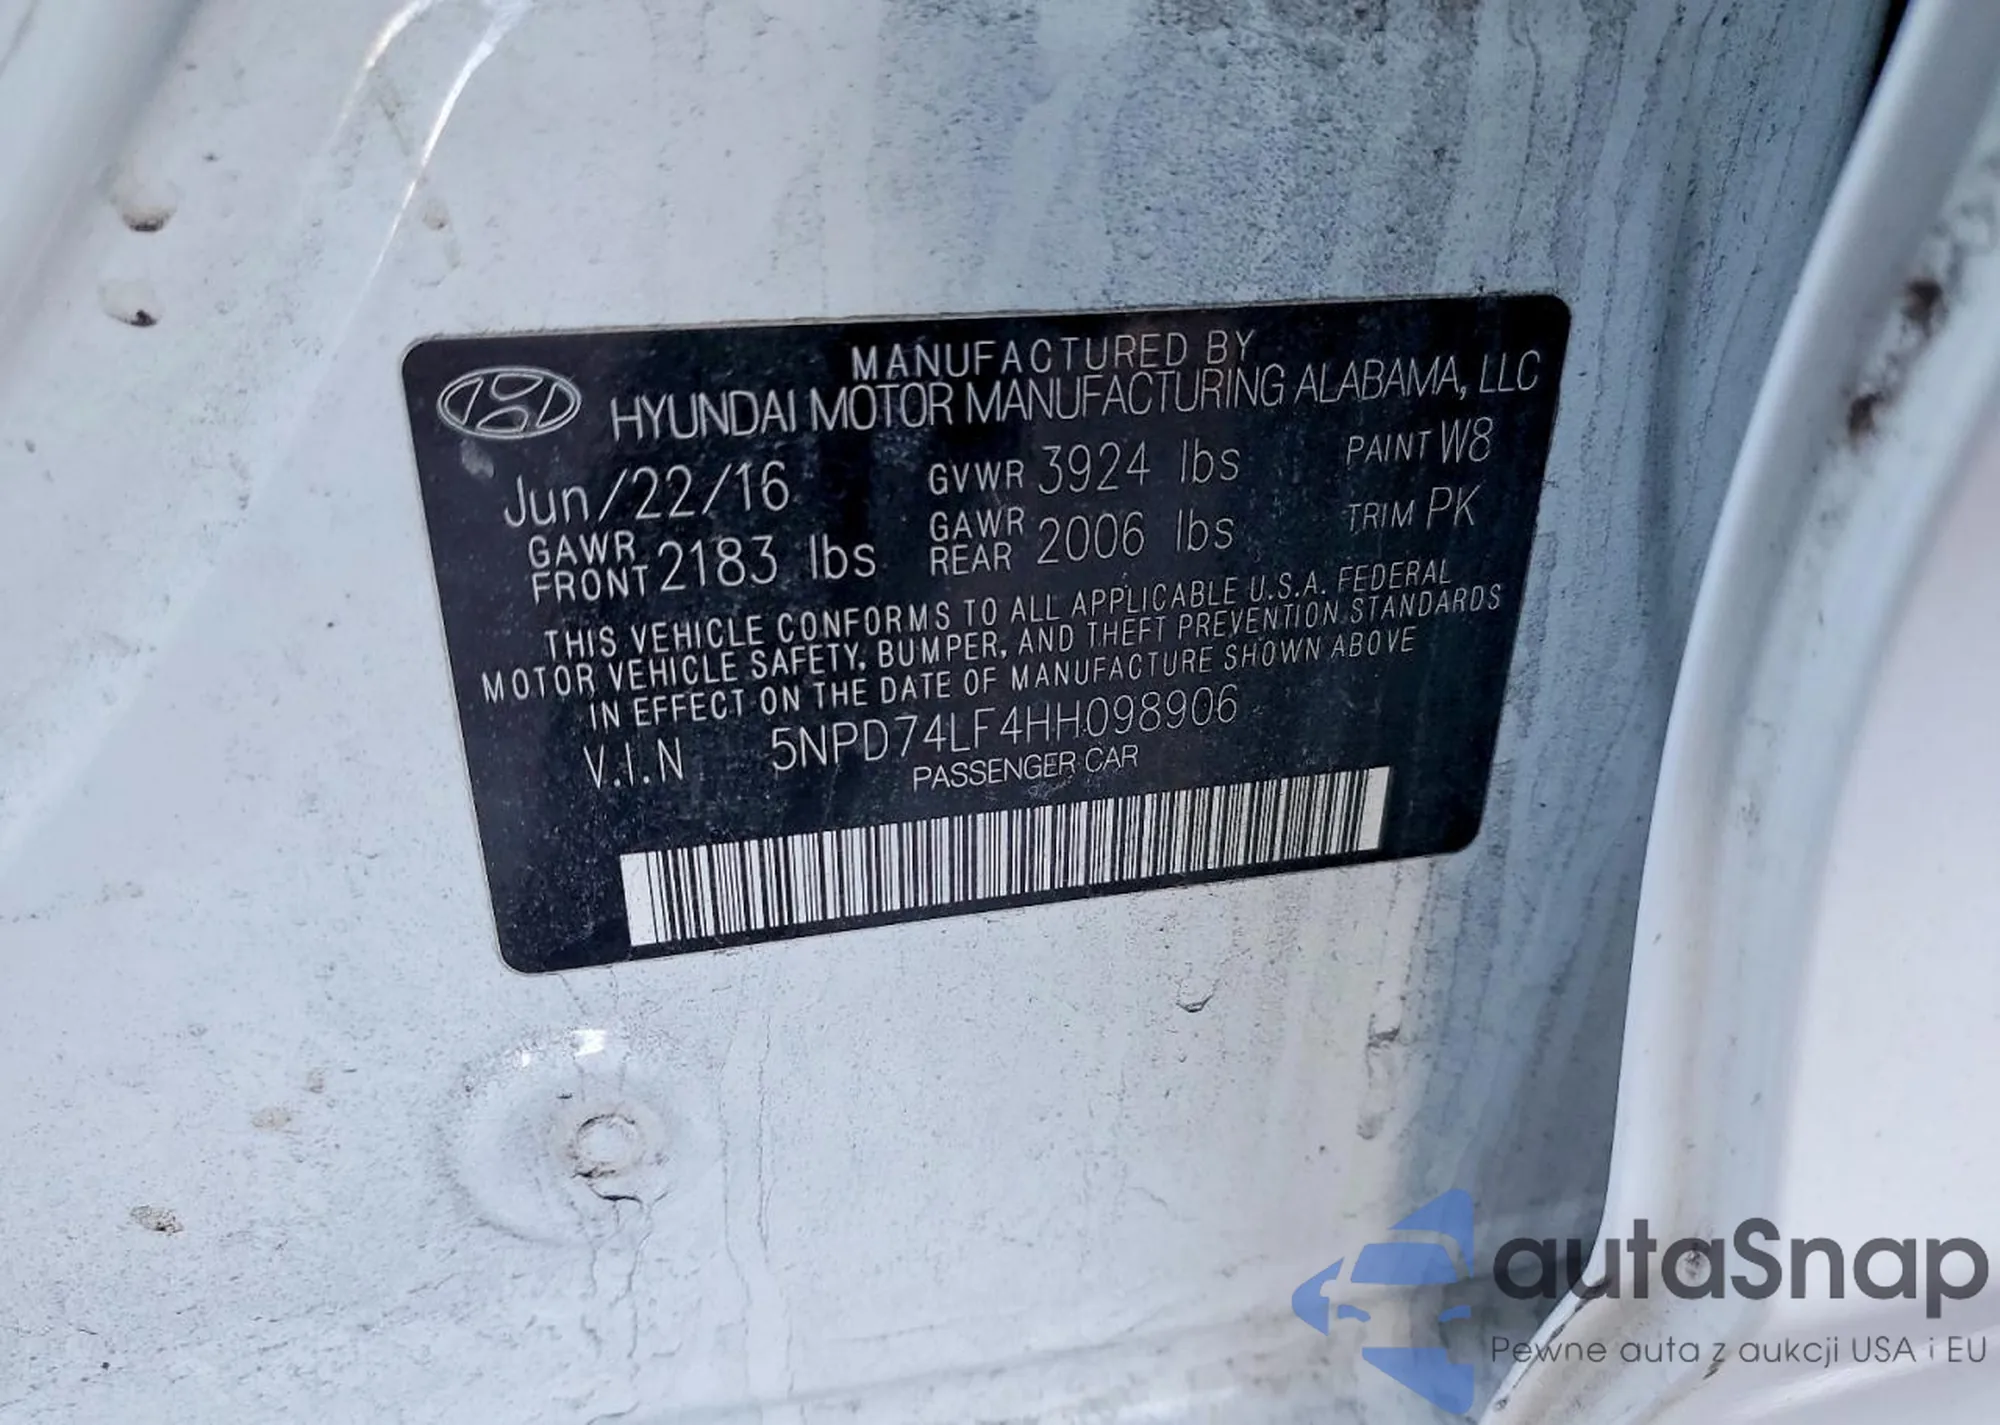 MANUFACTURED BY
HYUNDAI MOTOR MANUFACTURING ALABAMA, LLC
Jun/22/16 GVWR 3924 lbs PAINT W8
GAWR FRONT 2183 lbs GAWR REAR 2006 lbs TRIM PK
THIS VEHICLE CONFORMS TO ALL APPLICABLE U.S.A. FEDERAL
MOTOR VEHICLE SAFETY, BUMPER, AND THEFT PREVENTION STANDARDS
IN EFFECT ON THE DATE OF MANUFACTURE SHOWN ABOVE
V.I.N 5NPD74LF4HH098906
PASSENGER CAR
autaSnap
Pewne auta z aukcji USA i EU